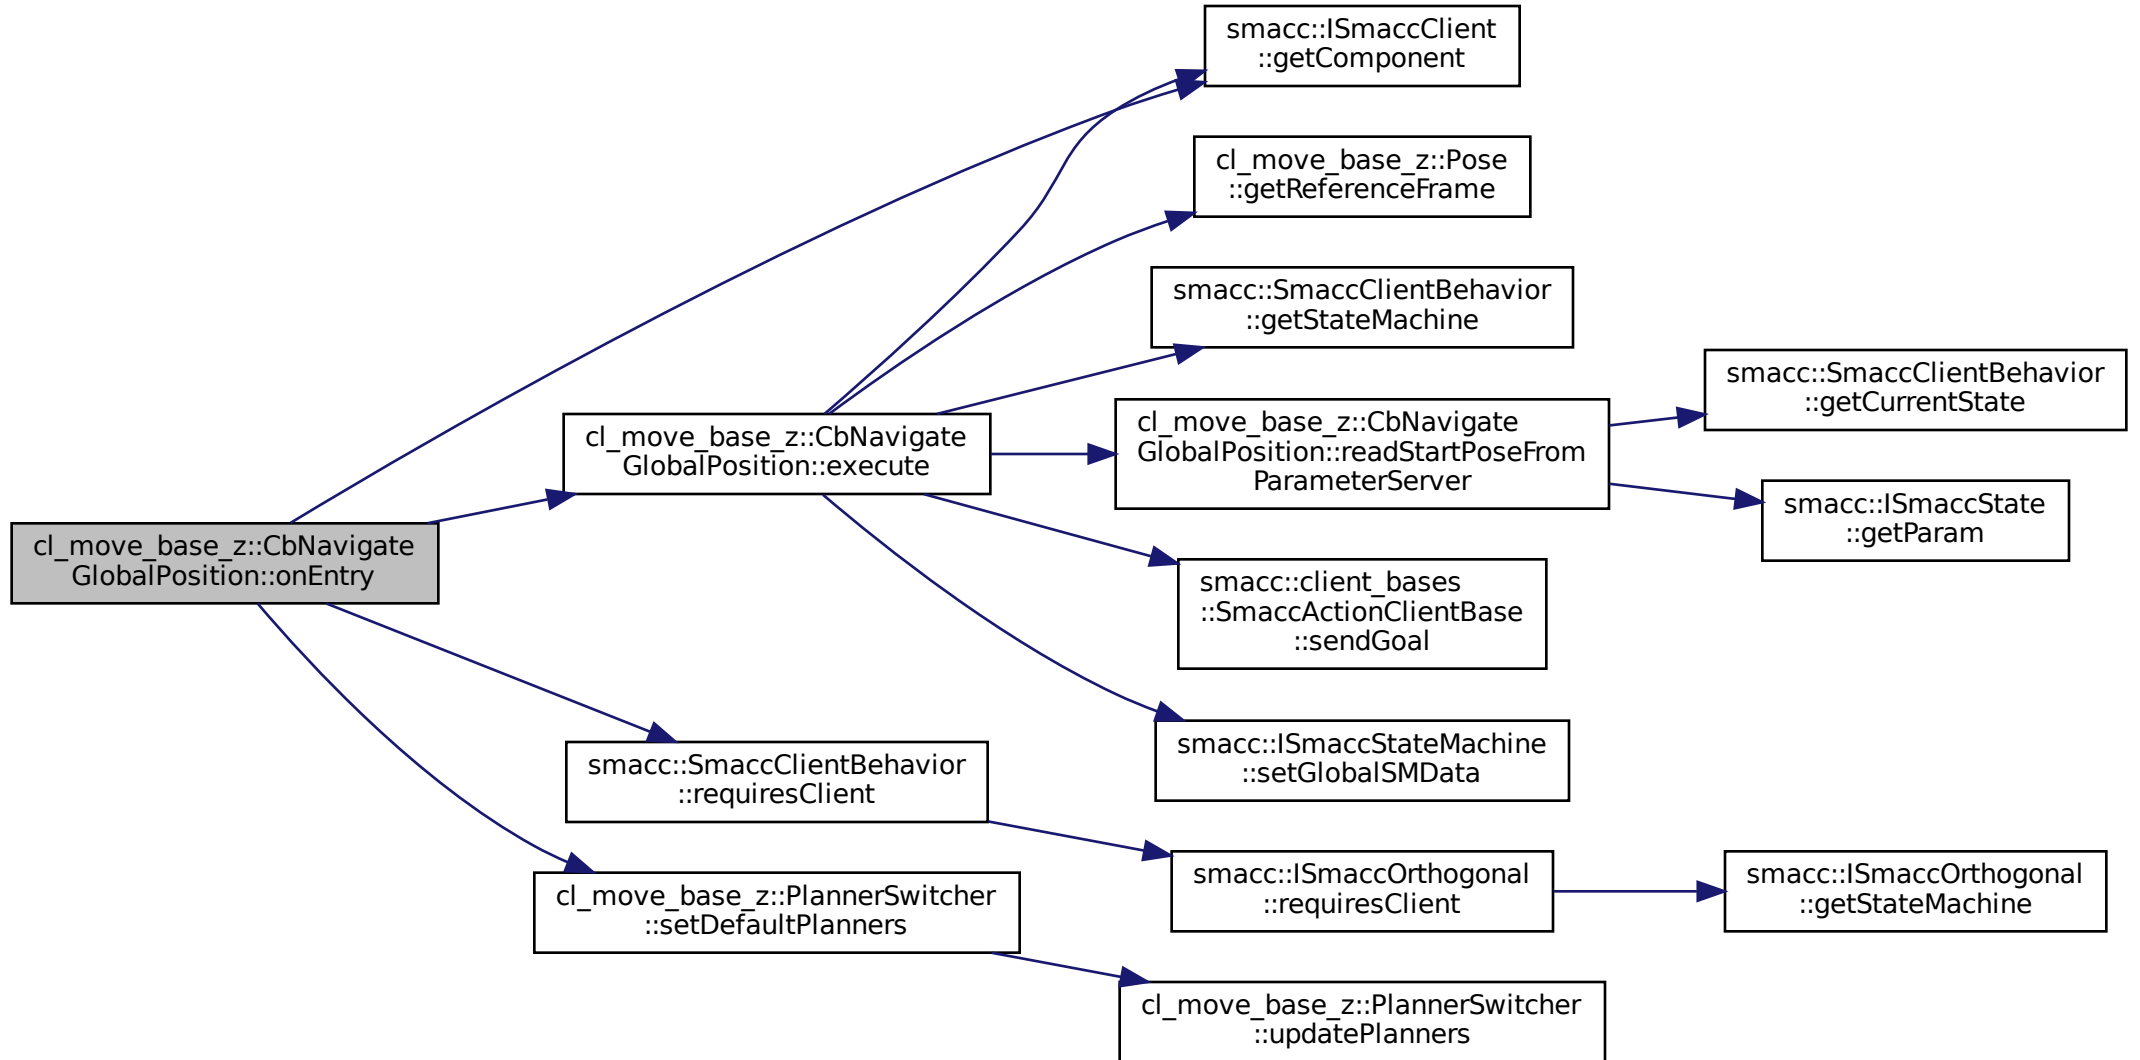 smacc::ISmaccClient
::getComponent
cl_move_base_z::Pose
::getReferenceFrame
smacc::SmaccClientBehavior
::getStateMachine
smacc::SmaccClientBehavior
::getCurrentState
cl_move_base_z::CbNavigate
GlobalPosition::execute
cl_move_base_z::CbNavigate
GlobalPosition::readStartPoseFrom
ParameterServer
smacc::ISmaccState
::getParam
cl_move_base_z::CbNavigate
GlobalPosition::onEntry
smacc::client_bases
::SmaccActionClientBase
::sendGoal
smacc::ISmaccStateMachine
::setGlobalSMData
smacc::SmaccClientBehavior
::requiresClient
smacc::ISmaccOrthogonal
::requiresClient
smacc::ISmaccOrthogonal
::getStateMachine
cl_move_base_z::PlannerSwitcher
::setDefaultPlanners
cl_move_base_z::PlannerSwitcher
::updatePlanners